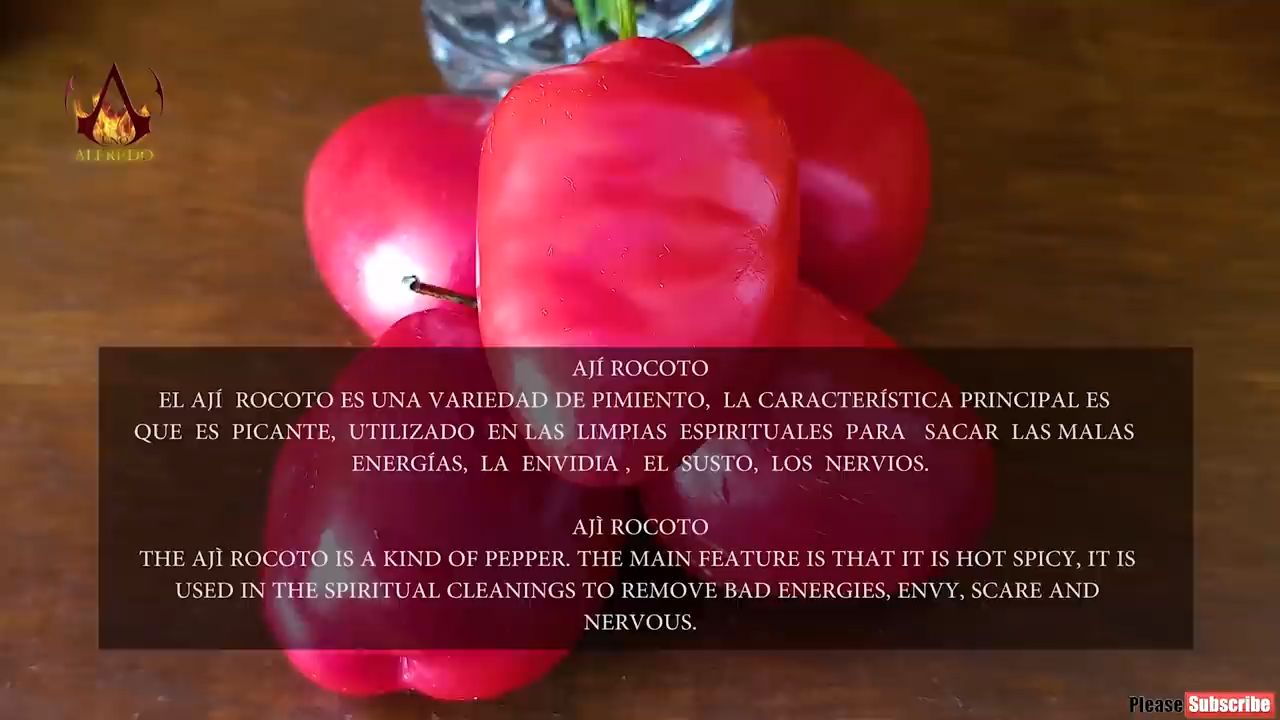 UNO
ALFREDO
AJÍ ROCOTO
EL AJÍ ROCOTO ES UNA VARIEDAD DE PIMIENTO, LA CARACTERÍSTICA PRINCIPAL ES
QUE ES PICANTE, UTILIZADO EN LAS LIMPIAS ESPIRITUALES PARA SACAR LAS MALAS
ENERGÍAS, LA ENVIDIA , EL SUSTO, LOS NERVIOS.
AJÌ ROCOTO
THE AJÌ ROCOTO IS A KIND OF PEPPER. THE MAIN FEATURE IS THAT IT IS HOT SPICY, IT IS
USED IN THE SPIRITUAL CLEANINGS TO REMOVE BAD ENERGIES, ENVY, SCARE AND
NERVOUS.
Please Subscribe